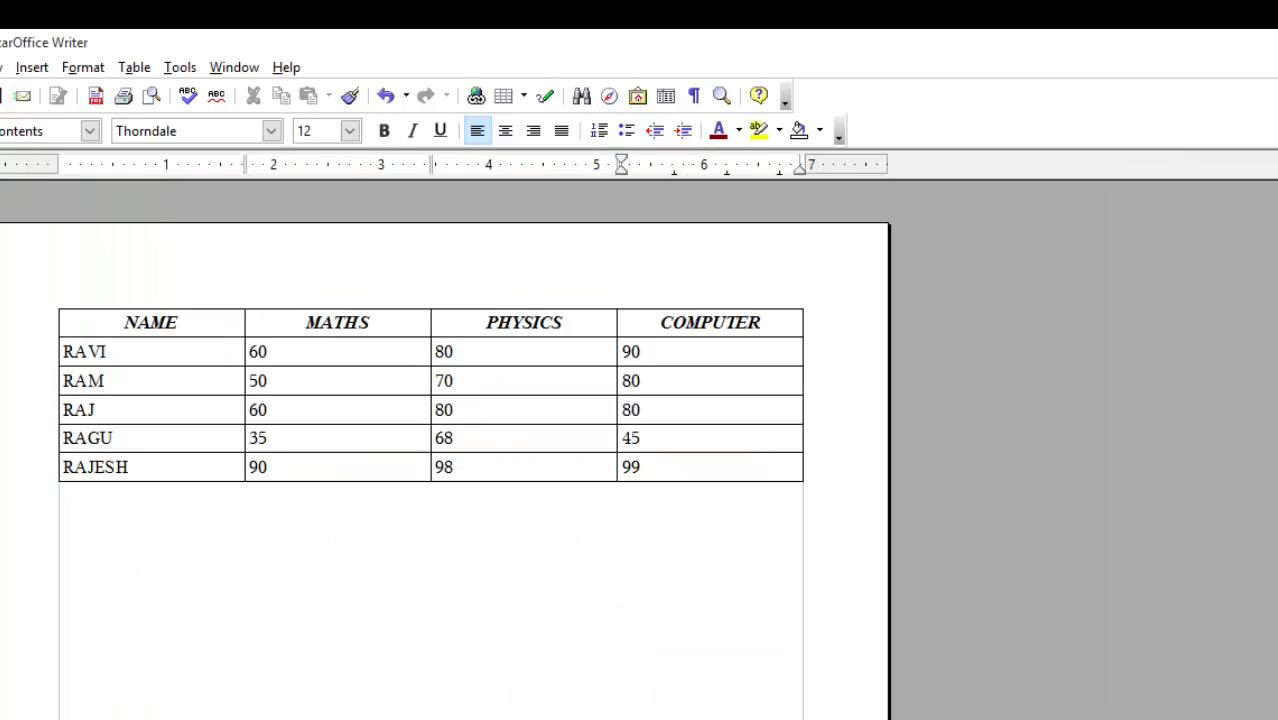 arOffice Writer
Insert Format Table Tools Window Help
ontents Thorndale 12 B I U
1 2 3 4 5 6 7
NAME MATHS PHYSICS COMPUTER
RAVI 60 80 90
RAM 50 70 80
RAJ 60 80 80
RAGU 35 68 45
RAJESH 90 98 99